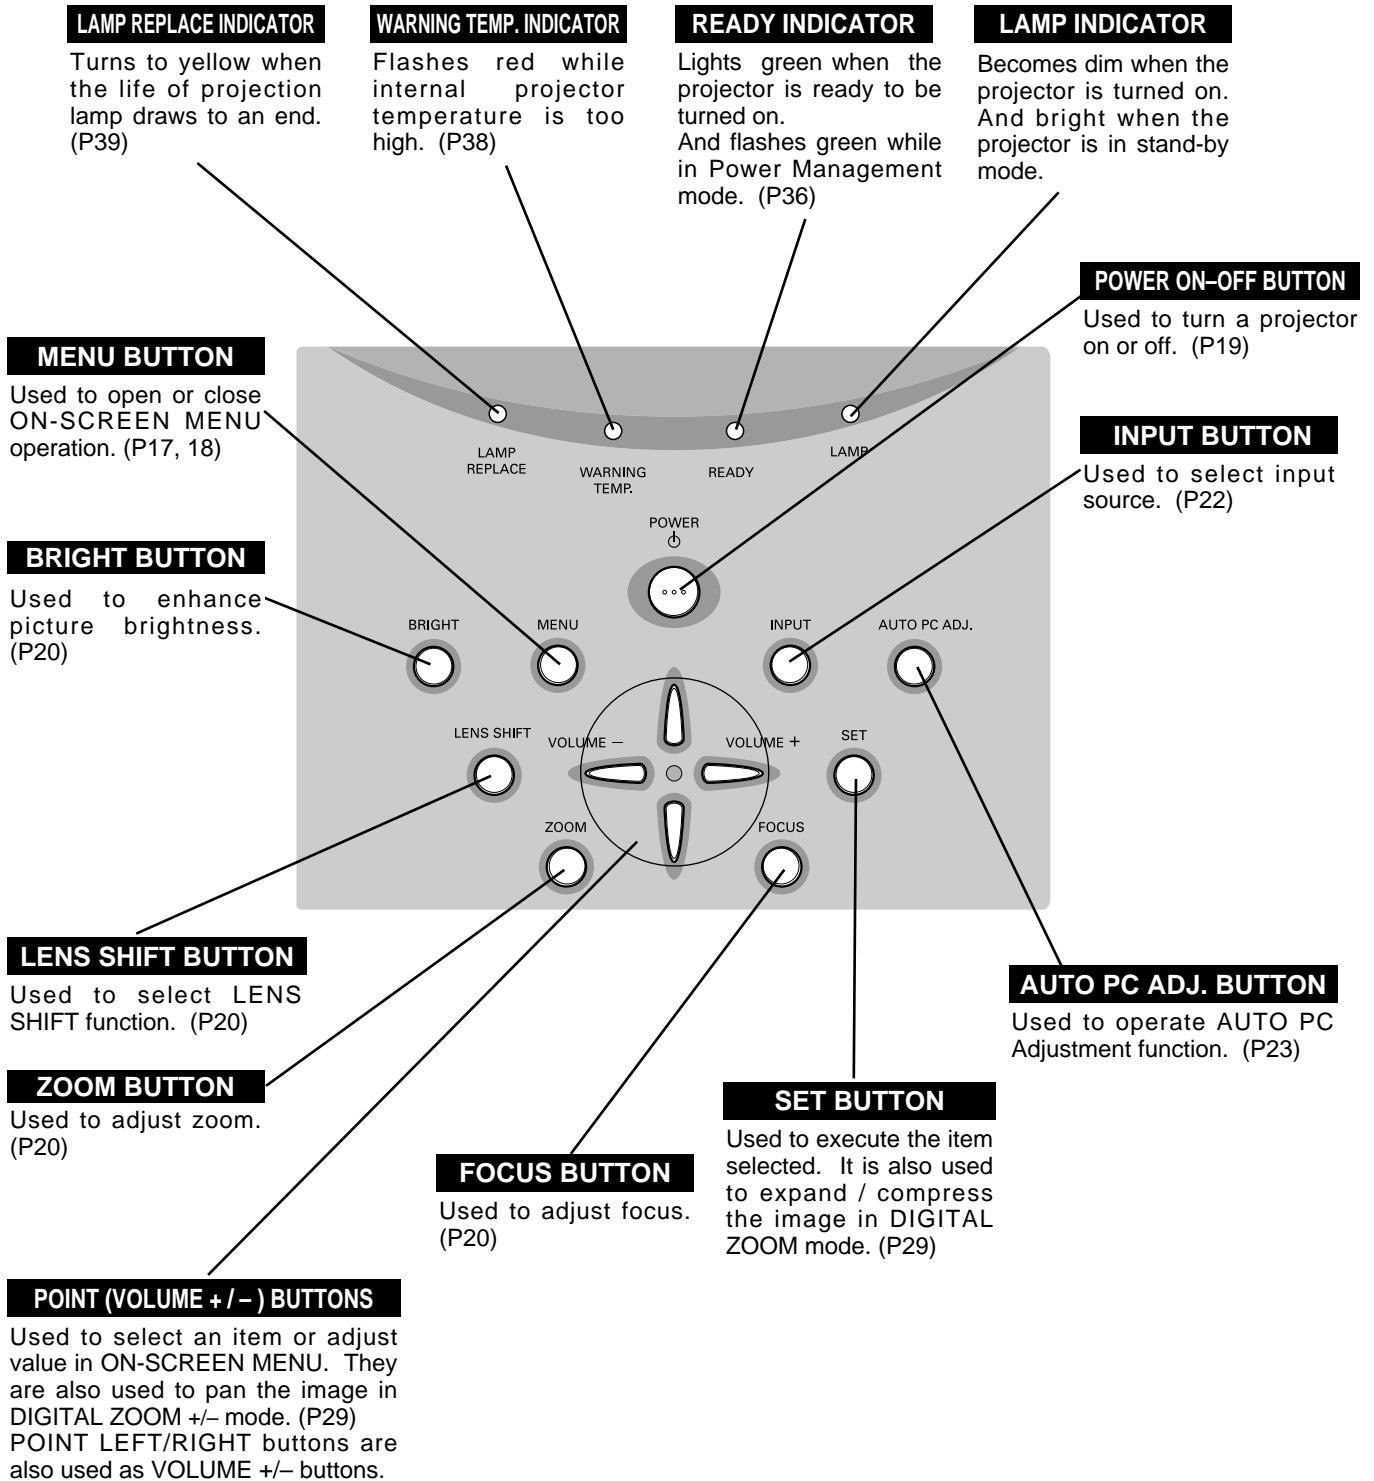 LAMP REPLACE INDICATOR
Turns to yellow when
the life of projection
lamp draws to an end.
(P39)
WARNING TEMP. INDICATOR
Flashes red while
internal projector
temperature is too
high. (P38)
READY INDICATOR
Lights green when the
projector is ready to be
turned on.
And flashes green while
in Power Management
mode. (P36)
LAMP INDICATOR
Becomes dim when the
projector is turned on.
And bright when the
projector is in stand-by
mode.
POWER ON–OFF BUTTON
Used to turn a projector
on or off. (P19)
MENU BUTTON
Used to open or close
ON-SCREEN MENU
operation. (P17, 18)
INPUT BUTTON
Used to select input
source. (P22)
BRIGHT BUTTON
Used to enhance
picture brightness.
(P20)
LAMP
REPLACE
WARNING
TEMP.
READY
LAMP
POWER
BRIGHT
MENU
INPUT
AUTO PC ADJ.
LENS SHIFT
VOLUME –
VOLUME +
SET
ZOOM
FOCUS
LENS SHIFT BUTTON
Used to select LENS
SHIFT function. (P20)
ZOOM BUTTON
Used to adjust zoom.
(P20)
AUTO PC ADJ. BUTTON
Used to operate AUTO PC
Adjustment function. (P23)
SET BUTTON
Used to execute the item
selected. It is also used
to expand / compress
the image in DIGITAL
ZOOM mode. (P29)
FOCUS BUTTON
Used to adjust focus.
(P20)
POINT (VOLUME + / – ) BUTTONS
Used to select an item or adjust
value in ON-SCREEN MENU. They
are also used to pan the image in
DIGITAL ZOOM +/– mode. (P29)
POINT LEFT/RIGHT buttons are
also used as VOLUME +/– buttons.